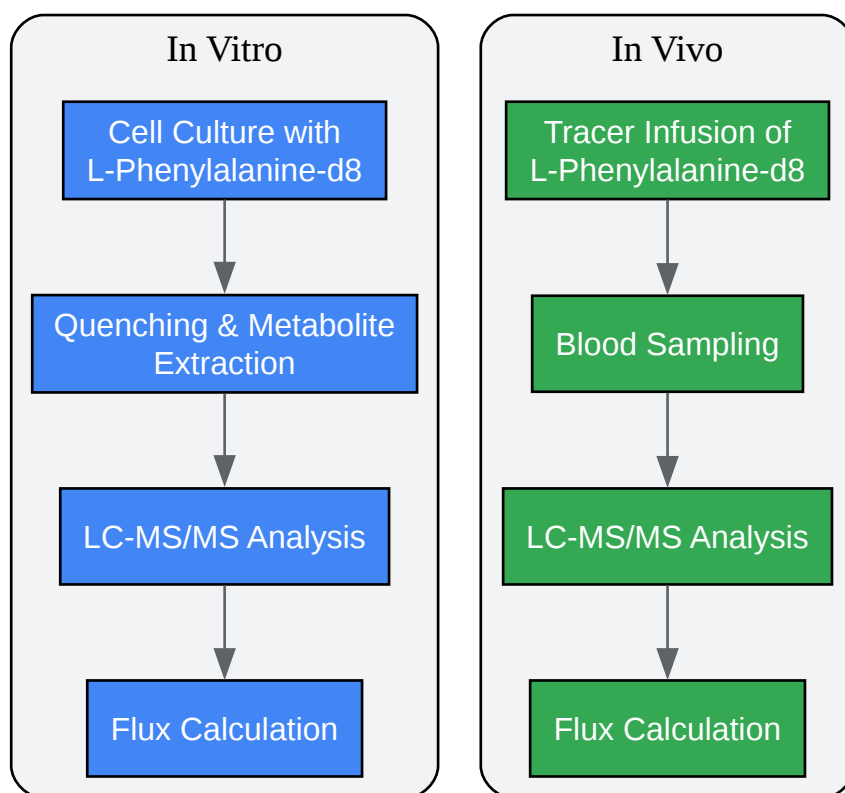 In Vitro
Cell Culture with
L-Phenylalanine-d8
Quenching & Metabolite
Extraction
LC-MS/MS Analysis
Flux Calculation
In Vivo
Tracer Infusion of
L-Phenylalanine-d8
Blood Sampling
LC-MS/MS Analysis
Flux Calculation